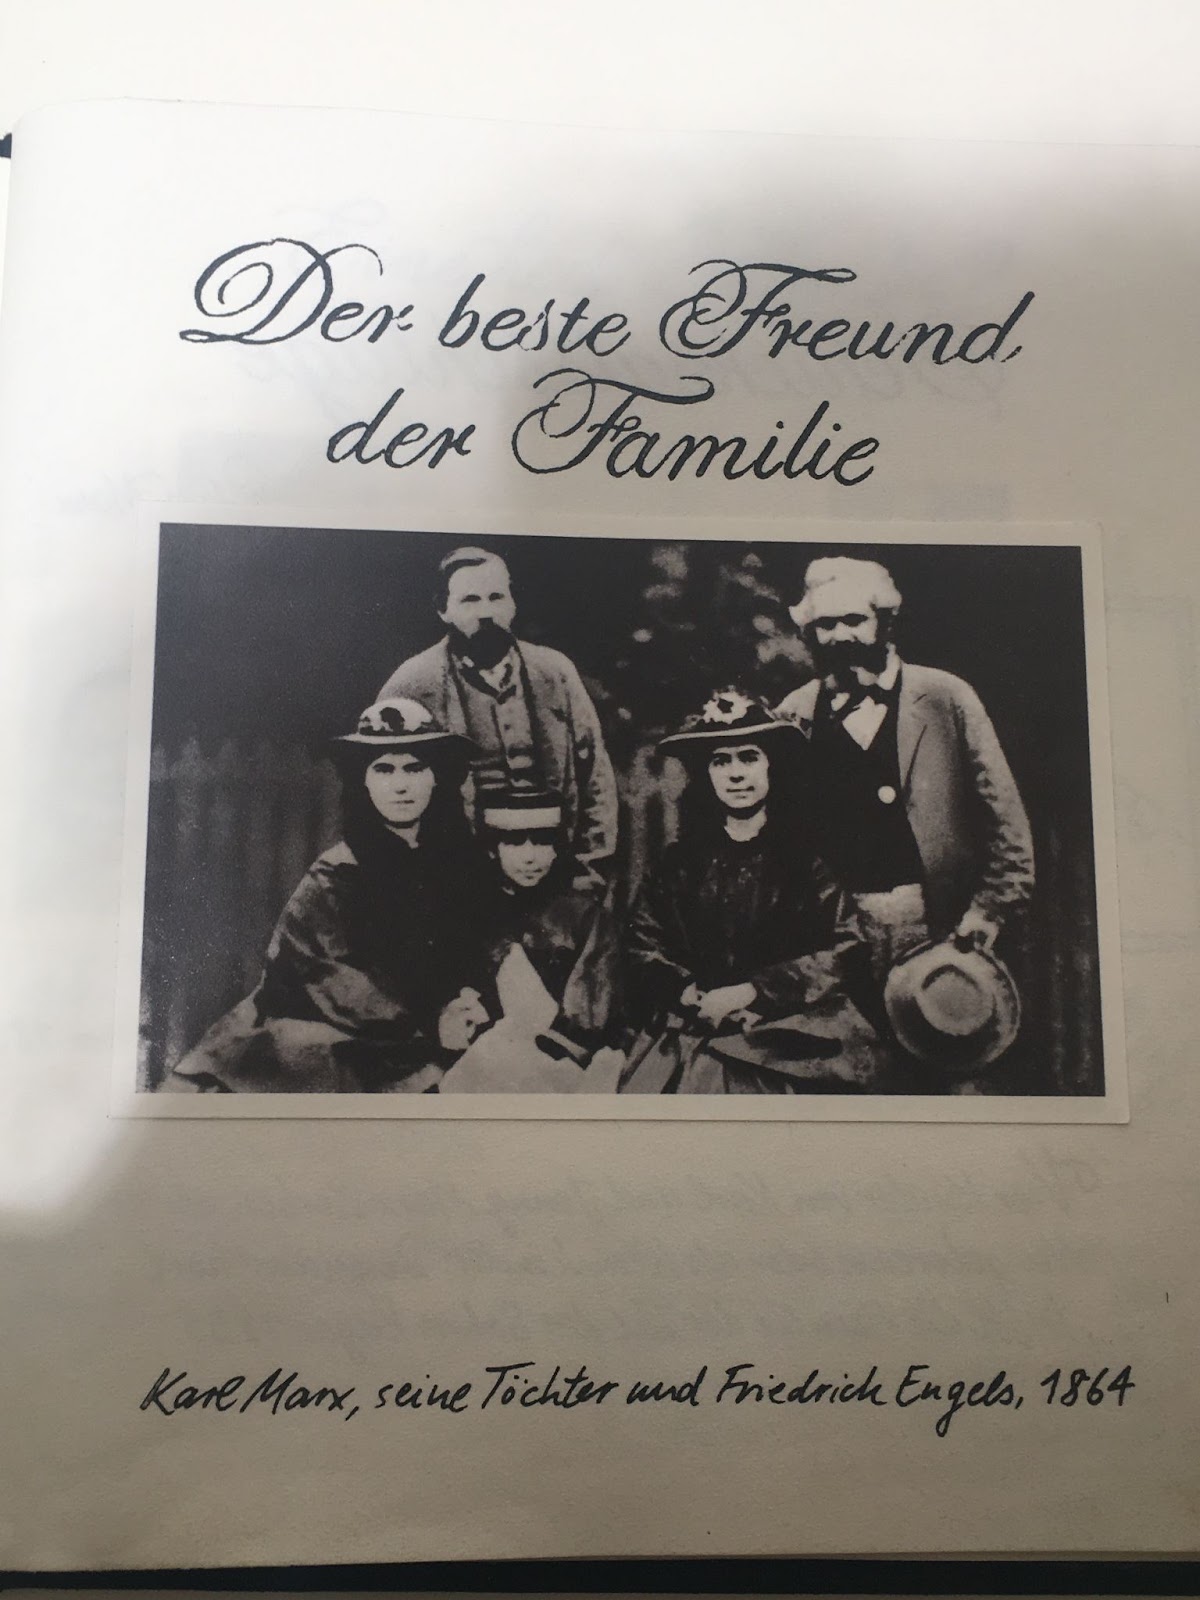 Der beste Freund
der Familie
Karl Marx, seine Töchter und Friedrich Engels, 1864